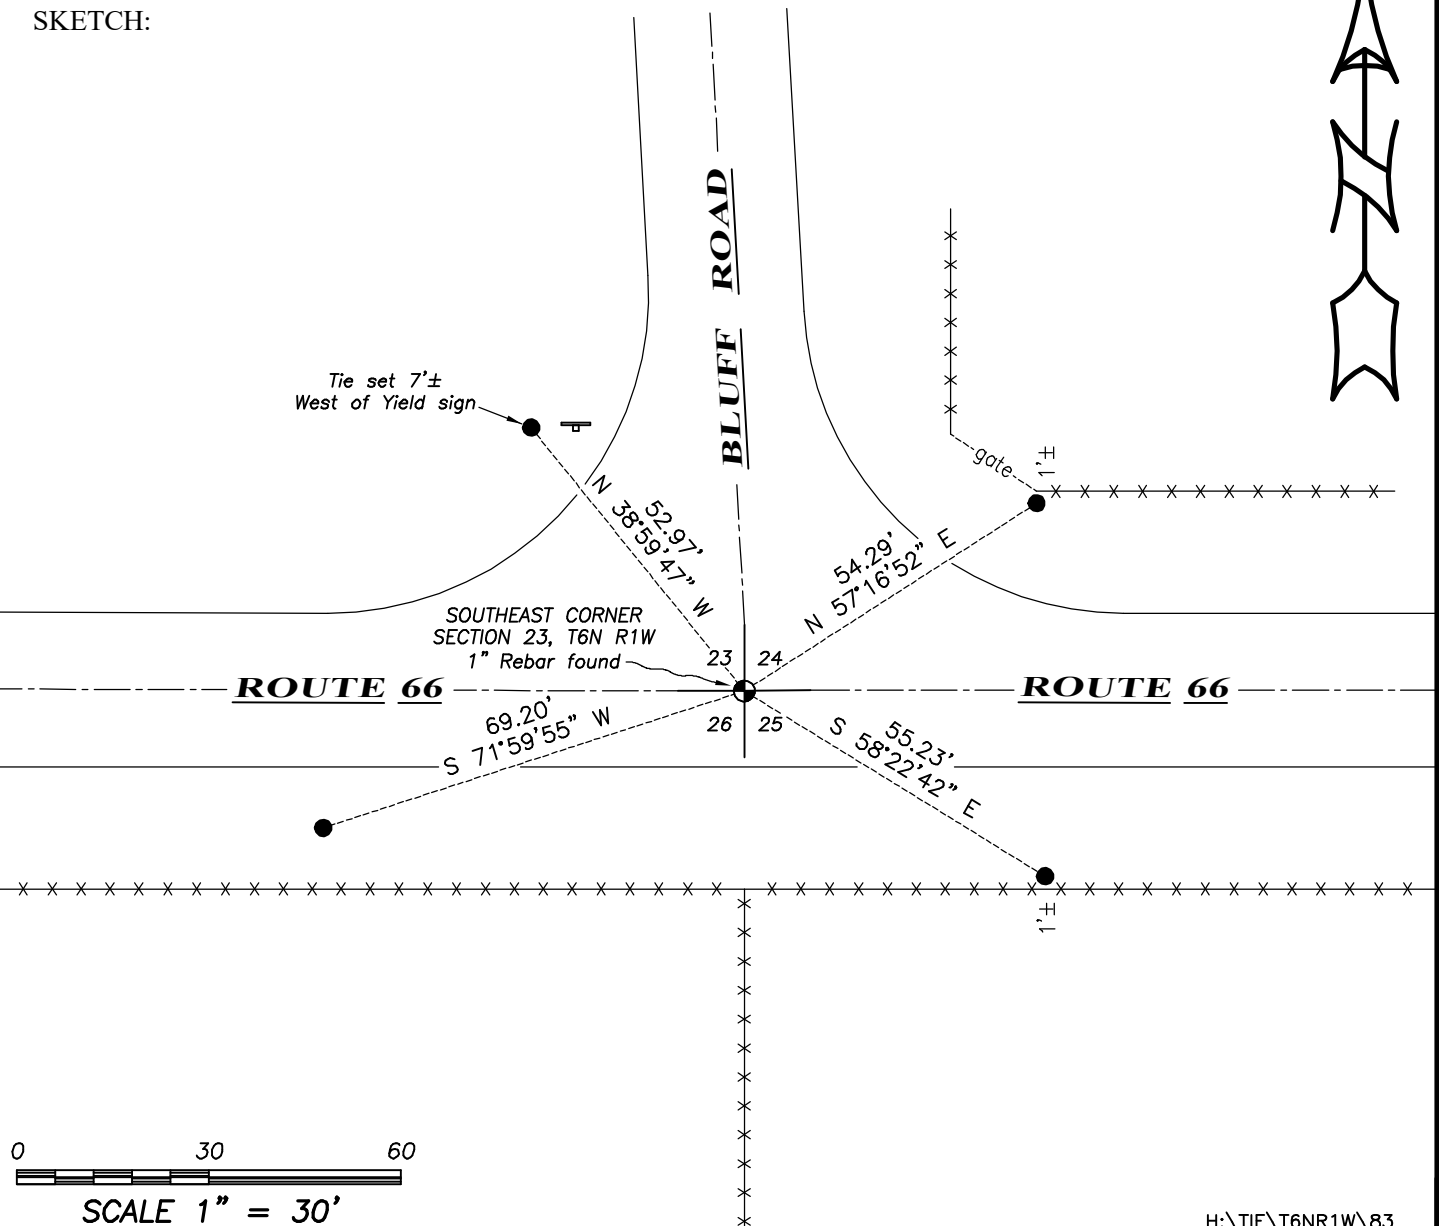 SKETCH:
BLUFF ROAD
Tie set 7'±
West of Yield sign
gate
1'±
52.97'
N 38°59'47" W
54.29'
N 57°16'52" E
SOUTHEAST CORNER
SECTION 23, T6N R1W
1" Rebar found
23 24
ROUTE 66
ROUTE 66
26 25
69.20'
S 71°59'55" W
55.23'
S 58°22'42" E
1'±
0 30 60
SCALE 1" = 30'
H:\TIE\T6NR1W\83
N